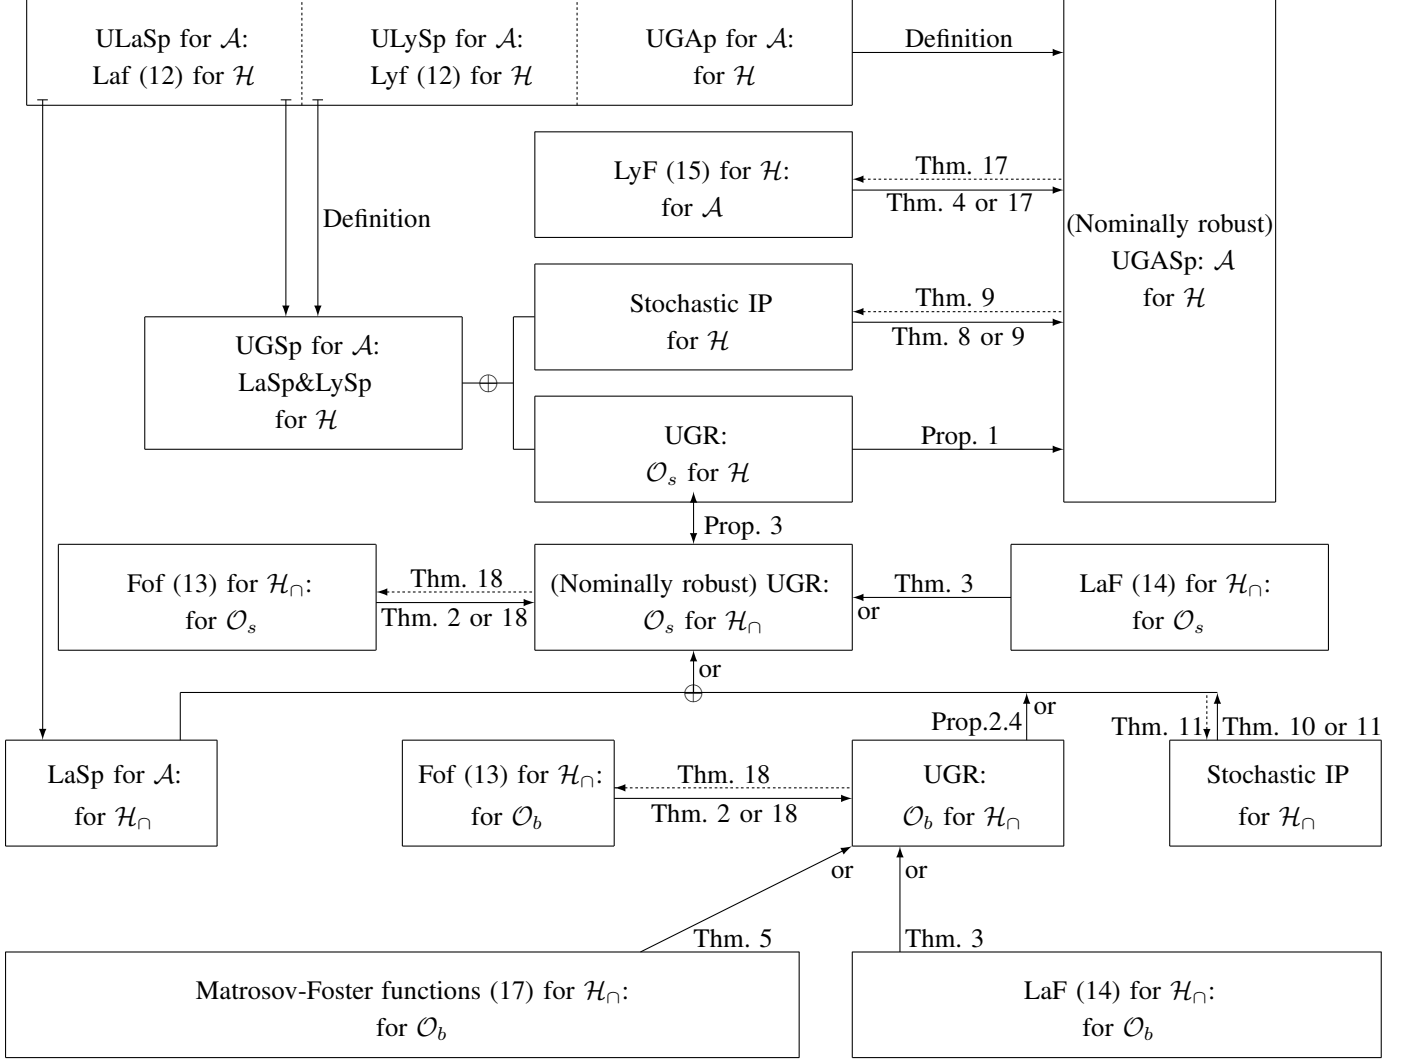 ULaSp for 𝒜:
Laf (12) for ℋ
ULySp for 𝒜:
Lyf (12) for ℋ
UGAp for 𝒜:
for ℋ
Definition
LyF (15) for ℋ:
for 𝒜
Thm. 17
Thm. 4 or 17
(Nominally robust)
UGASp: 𝒜
for ℋ
Definition
Stochastic IP
for ℋ
Thm. 9
Thm. 8 or 9
UGSp for 𝒜:
LaSp&LySp
for ℋ
⊕
UGR:
𝒪ₛ for ℋ
Prop. 1
Prop. 3
Fof (13) for ℋ∩:
for 𝒪ₛ
Thm. 18
Thm. 2 or 18
(Nominally robust) UGR:
𝒪ₛ for ℋ∩
Thm. 3
or
LaF (14) for ℋ∩:
for 𝒪ₛ
or
⊕
Prop.2.4
or
Thm. 11
Thm. 10 or 11
LaSp for 𝒜:
for ℋ∩
Fof (13) for ℋ∩:
for 𝒪_b
Thm. 18
Thm. 2 or 18
UGR:
𝒪_b for ℋ∩
Stochastic IP
for ℋ∩
or
or
Thm. 5
Thm. 3
Matrosov-Foster functions (17) for ℋ∩:
for 𝒪_b
LaF (14) for ℋ∩:
for 𝒪_b